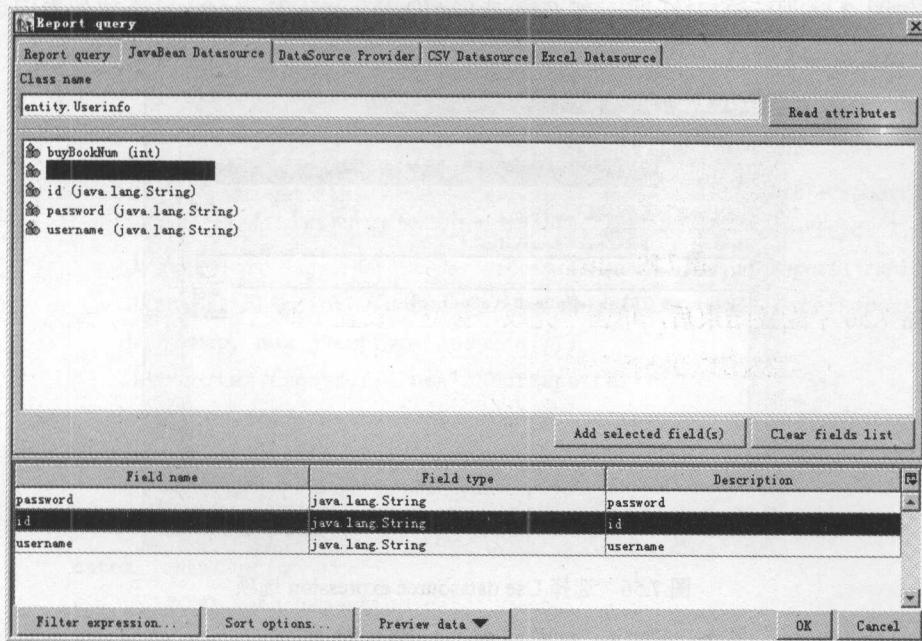 Report query
Report query JavaBean Datasource DataSource Provider CSV Datasource Excel Datasource
Class name
entity.Userinfo Read attributes
buyBookNum (int)
id (java.lang.String)
password (java.lang.String)
username (java.lang.String)
Add selected field(s) Clear fields list
Field name Field type Description
password java.lang.String password
id java.lang.String id
username java.lang.String username
Filter expression... Sort options... Preview data OK Cancel